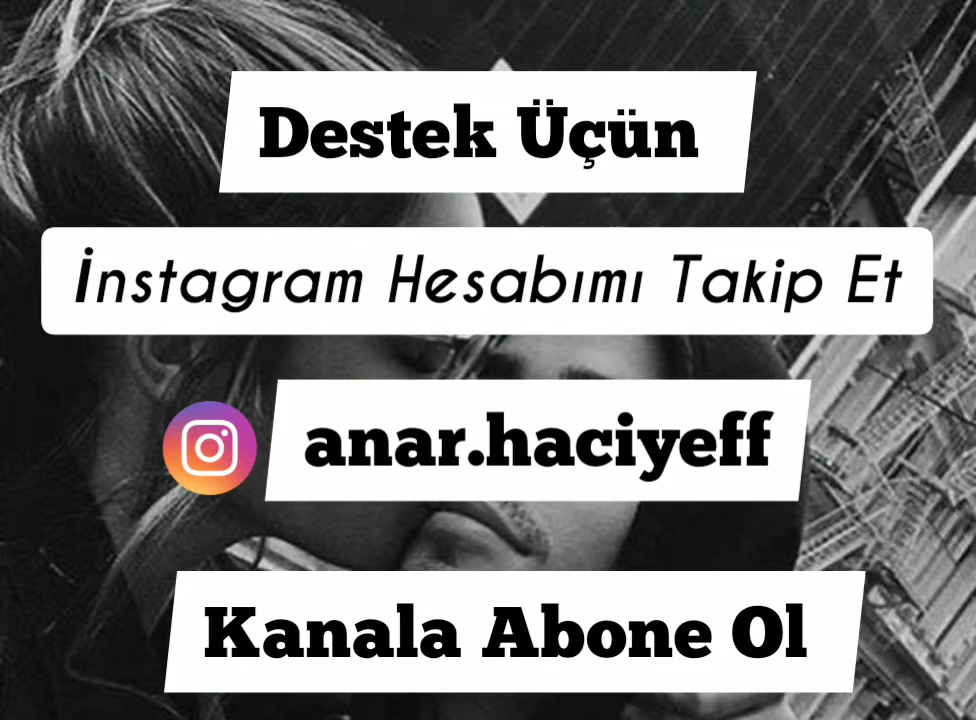 Destek Üçün
İnstagram Hesabımı Takip Et
anar.haciyeff
Kanala Abone Ol